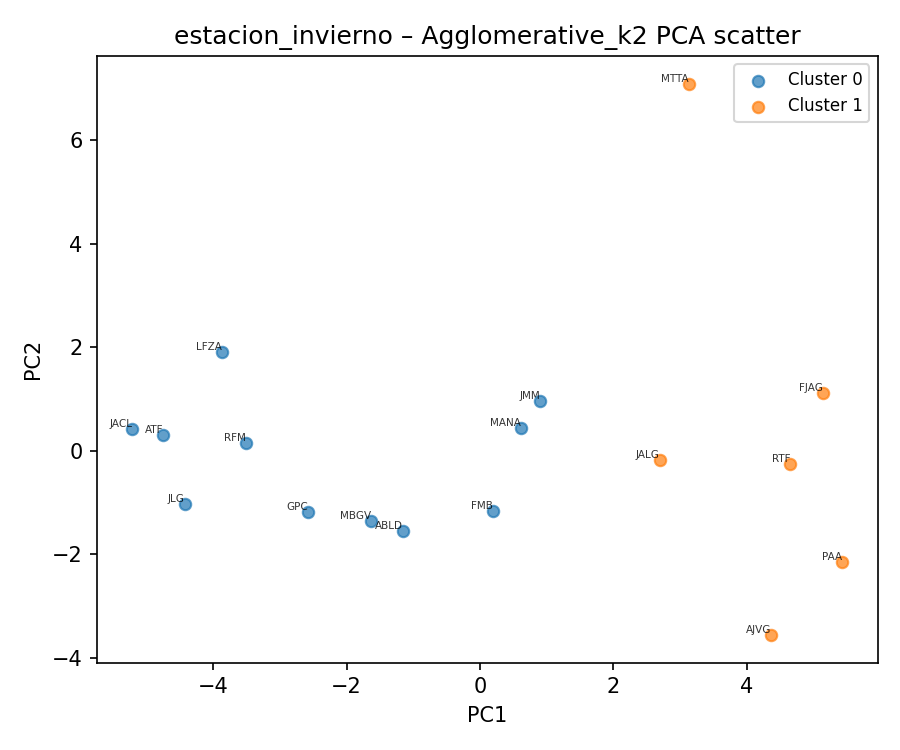 estacion_invierno – Agglomerative_k2 PCA scatter
Cluster 0
Cluster 1
MTTA
LFZA
FJAG
JMM
MANA
JACL
ATF
RFM
JALG
RTF
JLG
GPC
MBGV
ABLD
FMB
PAA
AJVG
6
4
2
0
−2
−4
PC2
−4
−2
0
2
4
PC1